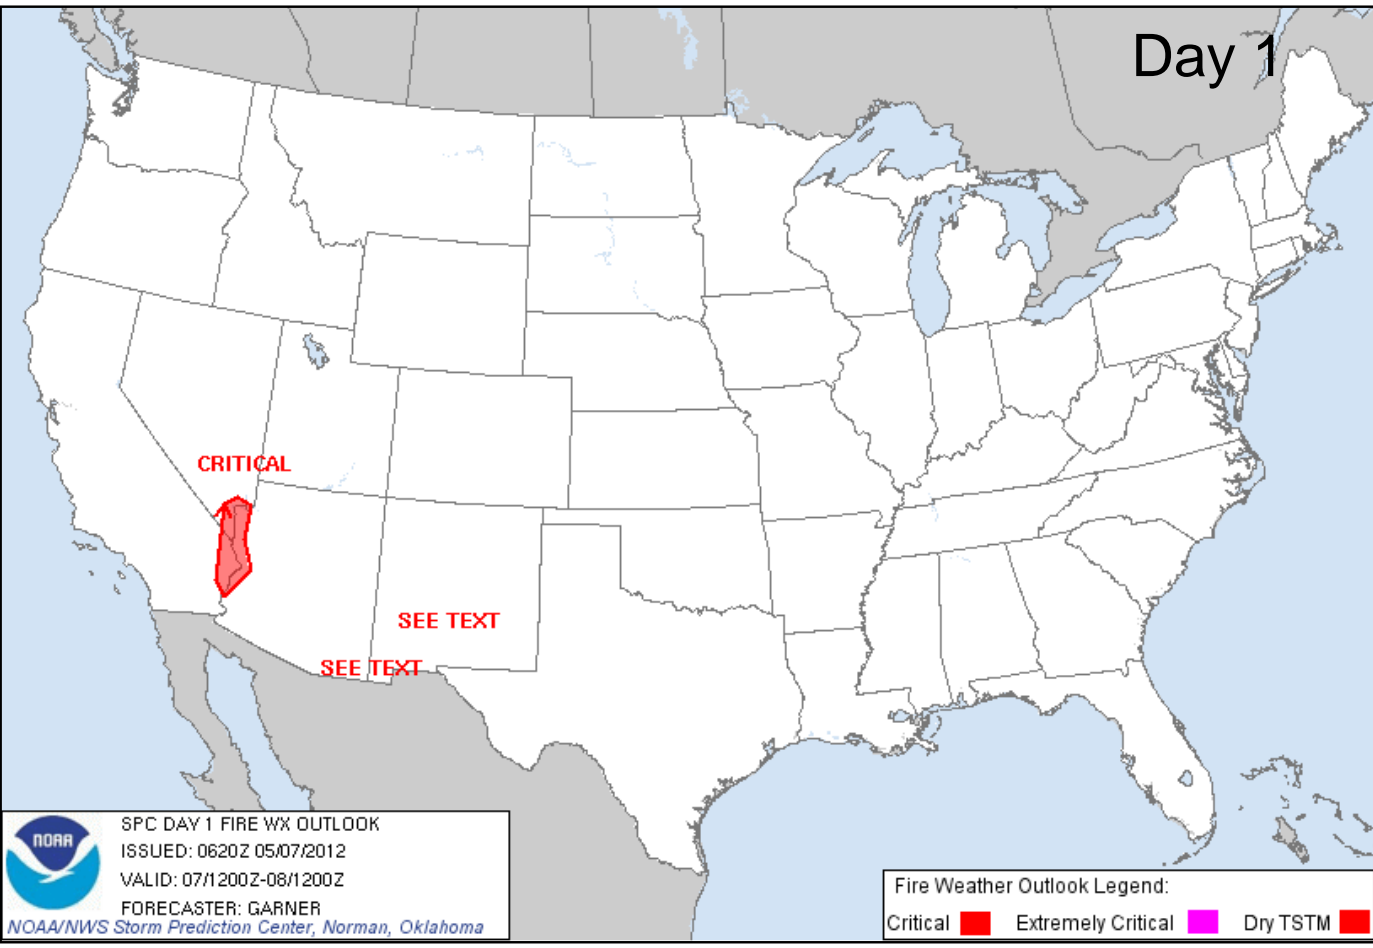 Day 1
CRITICAL
SEE TEXT
SEE TEXT
NOAA
SPC DAY 1 FIRE WX OUTLOOK
ISSUED: 0620Z 05/07/2012
VALID: 07/1200Z-08/1200Z
FORECASTER: GARNER
NOAA/NWS Storm Prediction Center, Norman, Oklahoma
Fire Weather Outlook Legend:
Critical Extremely Critical Dry TSTM